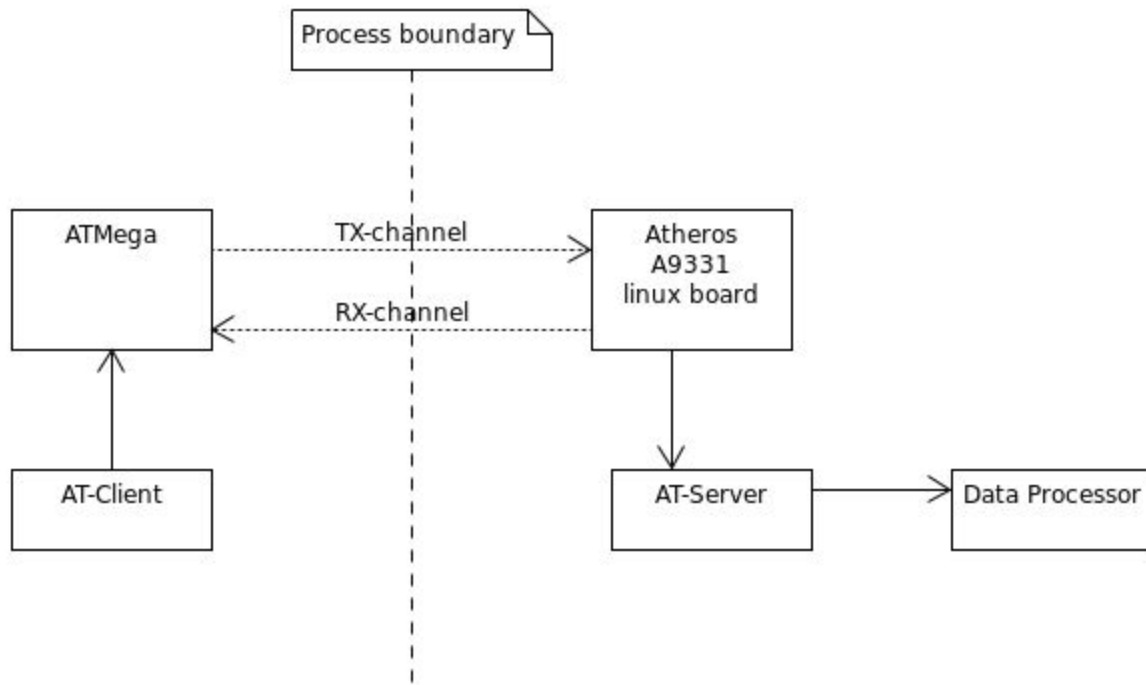 Process boundary
ATMega
TX-channel
Atheros
A9331
linux board
RX-channel
AT-Client
AT-Server
Data Processor